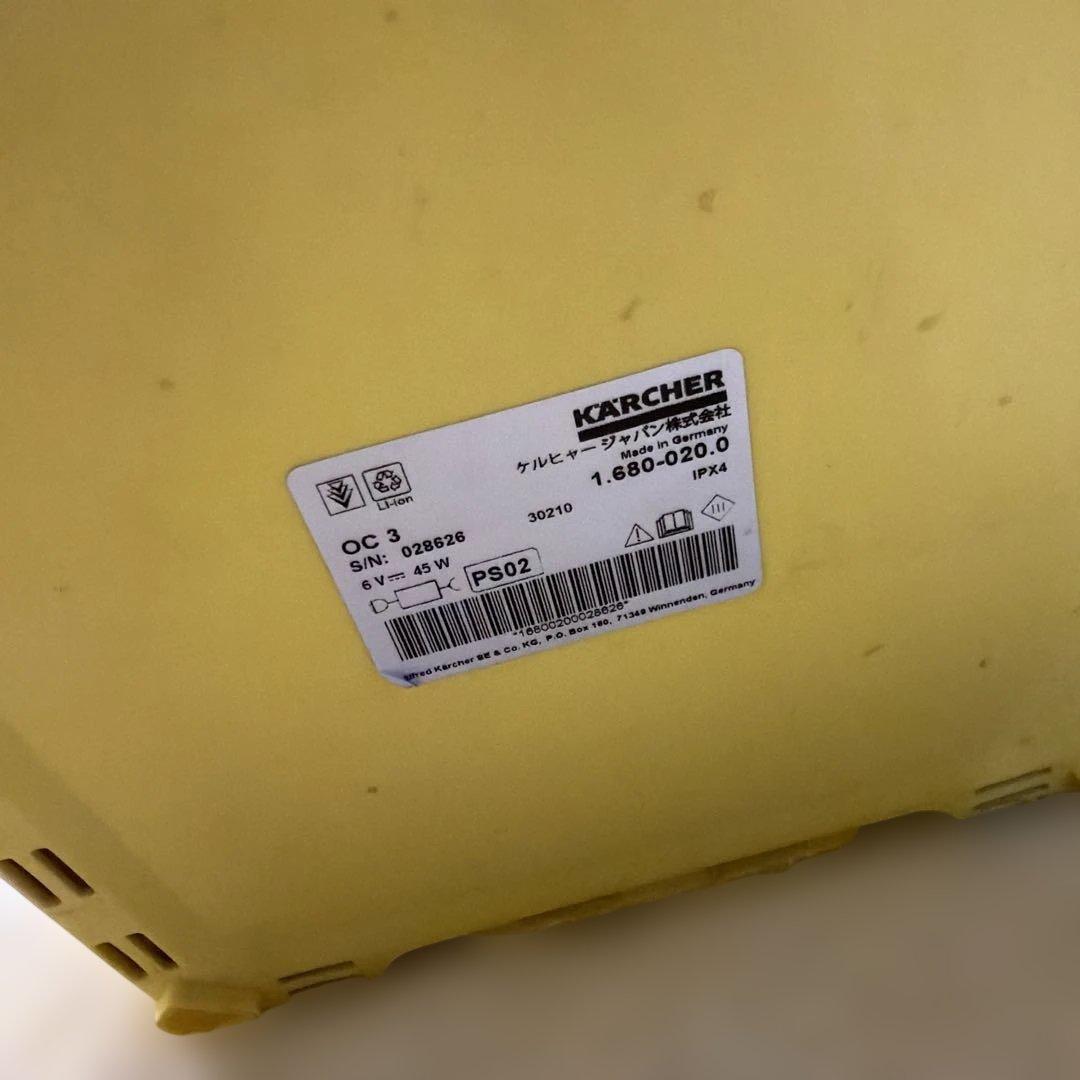 KÄRCHER
ケルヒャー ジャパン株式会社
Made in Germany
1.680-020.0
IPX4
Li-ion
OC 3
S/N: 028626
30210
6 V 45 W
PS02
*16800200028626*
Alfred Kärcher SE & Co. KG, P.O. Box 160, 71349 Winnenden, Germany